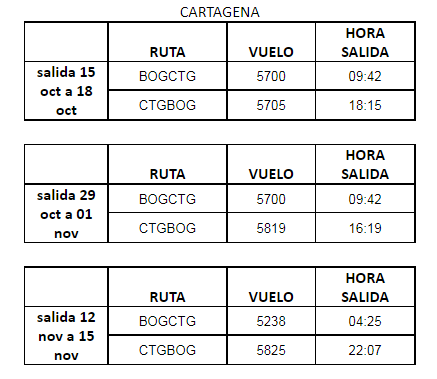 CARTAGENA
RUTA VUELO HORA SALIDA
salida 15 oct a 18 oct
BOGCTG 5700 09:42
CTGBOG 5705 18:15
RUTA VUELO HORA SALIDA
salida 29 oct a 01 nov
BOGCTG 5700 09:42
CTGBOG 5819 16:19
RUTA VUELO HORA SALIDA
salida 12 nov a 15 nov
BOGCTG 5238 04:25
CTGBOG 5825 22:07